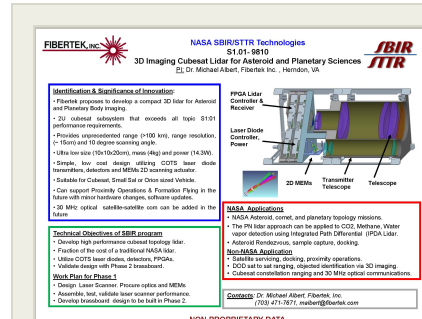 FIBERTEK, INC.
NASA SBIR/STTR Technologies
S1.01- 9810
3D Imaging Cubesat Lidar for Asteroid and Planetary Sciences
PI: Dr. Michael Albert, Fibertek Inc. , Herndon, VA
SBIR
STTR
Identification & Significance of Innovation:
• Fibertek proposes to develop a compact 3D lidar for Asteroid
and Planetary Body imaging.
• 2U cubesat subsystem that exceeds all topic S1:01
performance requirements.
• Provides unprecedented range (>100 km), range resolution,
(~ 15cm) and 10 degree scanning angle.
• Ultra low size (10x10x20cm), mass (4kg) and power (14.3W).
• Simple, low cost design utilizing COTS laser diode
transmitters, detectors and MEMs 2D scanning actuator.
• Suitable for Cubesat, Small Sat or Orion sized Vehicle.
• Can support Proximity Operations & Formation Flying in the
future with minor hardware changes, software updates.
• 30 MHz optical satellite-satellite com can be added in the
future
FPGA Lidar
Controller &
Receiver
Laser Diode
Controller,
Power
2D MEMs
Transmitter
Telescope
Telescope
Technical Objectives of SBIR program
• Develop high performance cubesat topology lidar.
• Fraction of the cost of a traditional NASA lidar.
• Utilize COTS laser diodes, detectors, FPGAs.
• Validate design with Phase 2 breassboard.
Work Plan for Phase 1
• Design Laser Scanner. Procure optics and MEMs
• Assemble, test, validate laser scanner performance.
• Develop brassboard design to be built in Phase 2.
NASA Applications
• NASA Asteroid, comet, and planetary topology missions.
• The PN lidar approach can be applied to CO2, Methane, Water
vapor detection using Integrated Path Differential (IPDA Lidar.
• Asteroid Rendezvous, sample capture, docking.
Non-NASA Application
• Satellite servicing, docking, proximity operations.
• DOD sat to sat ranging, objected identification via 3D imaging.
• Cubesat constellation ranging and 30 MHz optical communications.
Contacts: Dr. Michael Albert, Fibertek, Inc.
(703) 471-7671, malbert@fibertek.com
NON-PROPRIETARY DATA